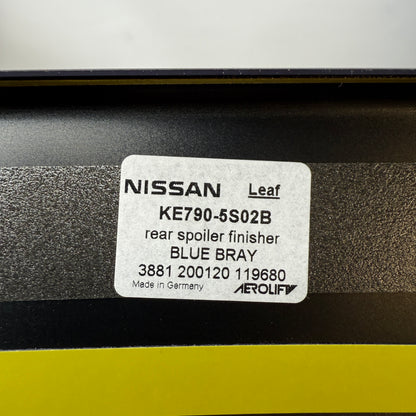 NISSAN Leaf
KE790-5S02B
rear spoiler finisher
BLUE BRAY
3881 200120 119680
Made in Germany AEROLIFT